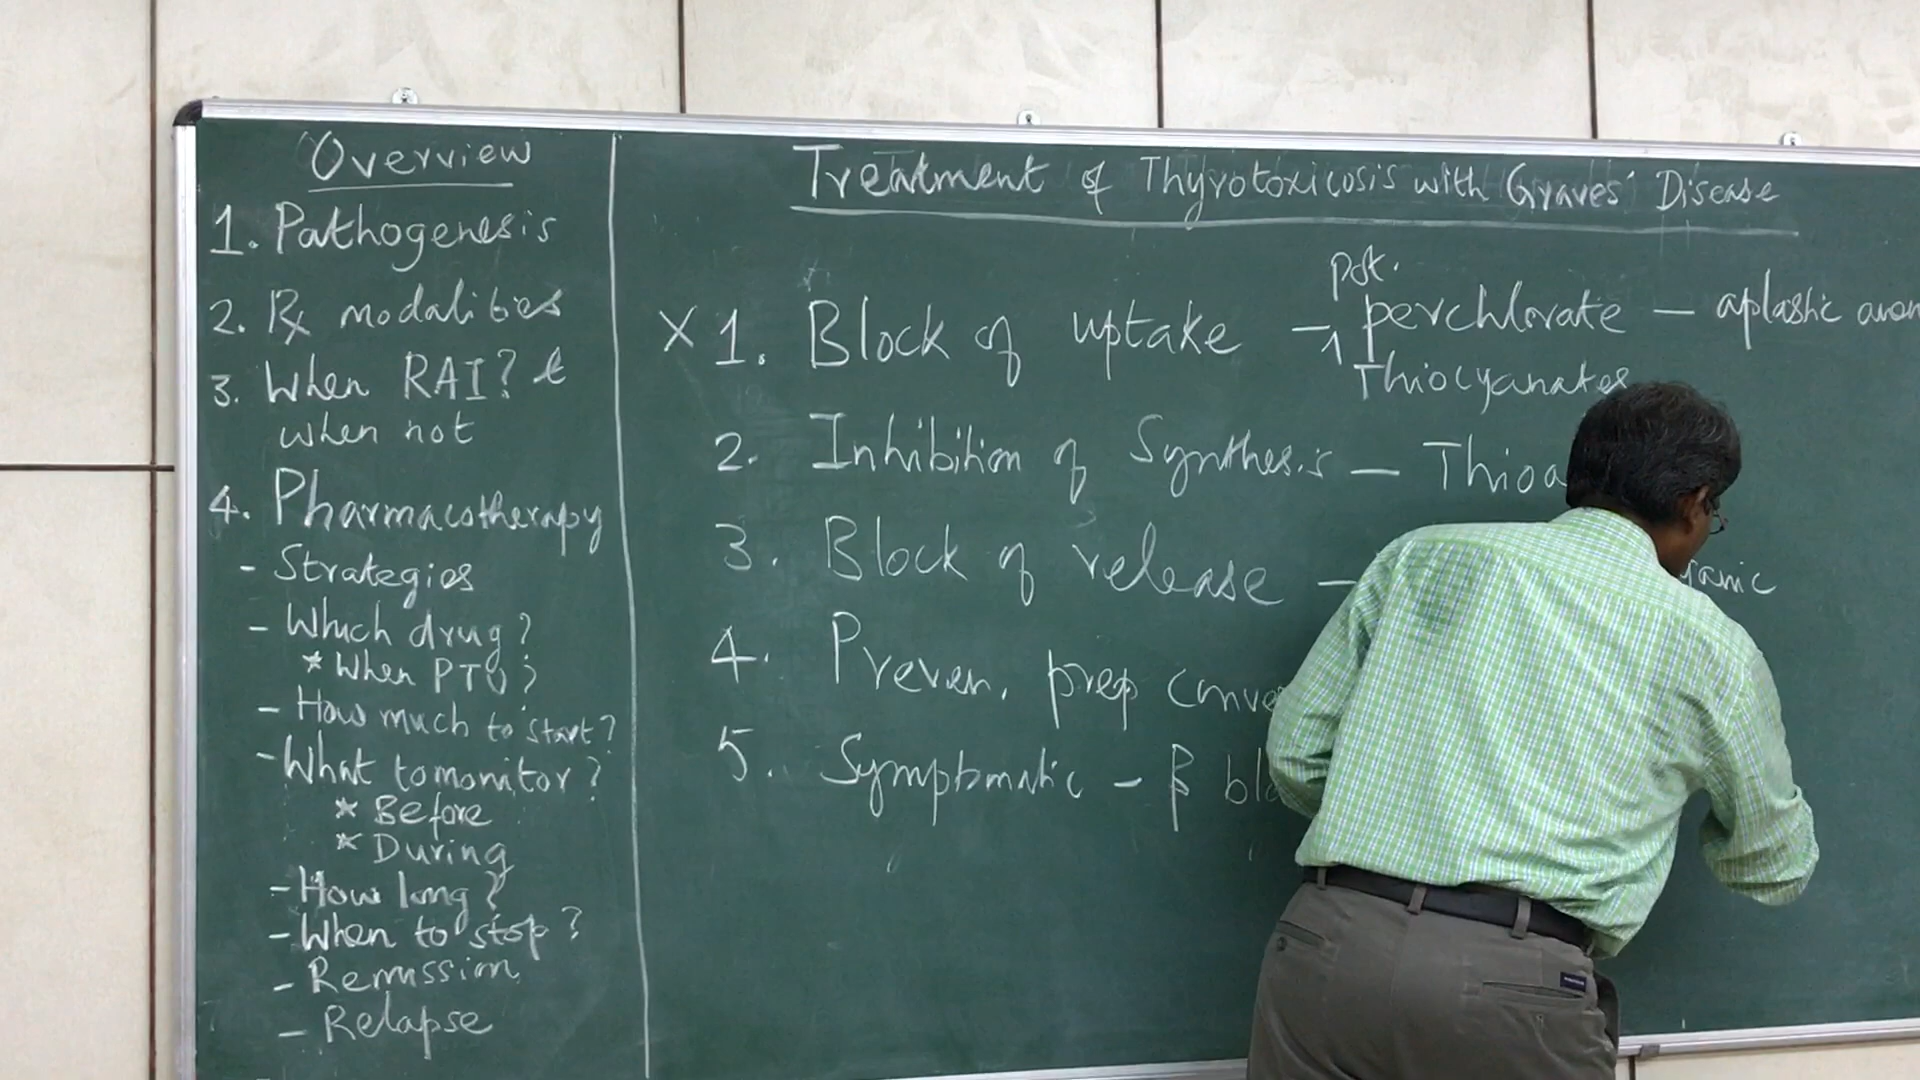 Overview
1. Pathogenesis
2. Rx modalities
3. When RAI? &
when not
4. Pharmacotherapy
- Strategies
- Which drug?
* When PTU?
- How much to start?
- What to monitor?
* Before
* During
- How long?
- When to stop?
- Remission
- Relapse
Treatment of Thyrotoxicosis with Graves' Disease
pot.
X 1. Block of uptake - perchlorate - aplastic
Thiocyanates
2. Inhibition of Synthesis -
3. Block of release -
4. Preven. prep
5. Symptomatic - β